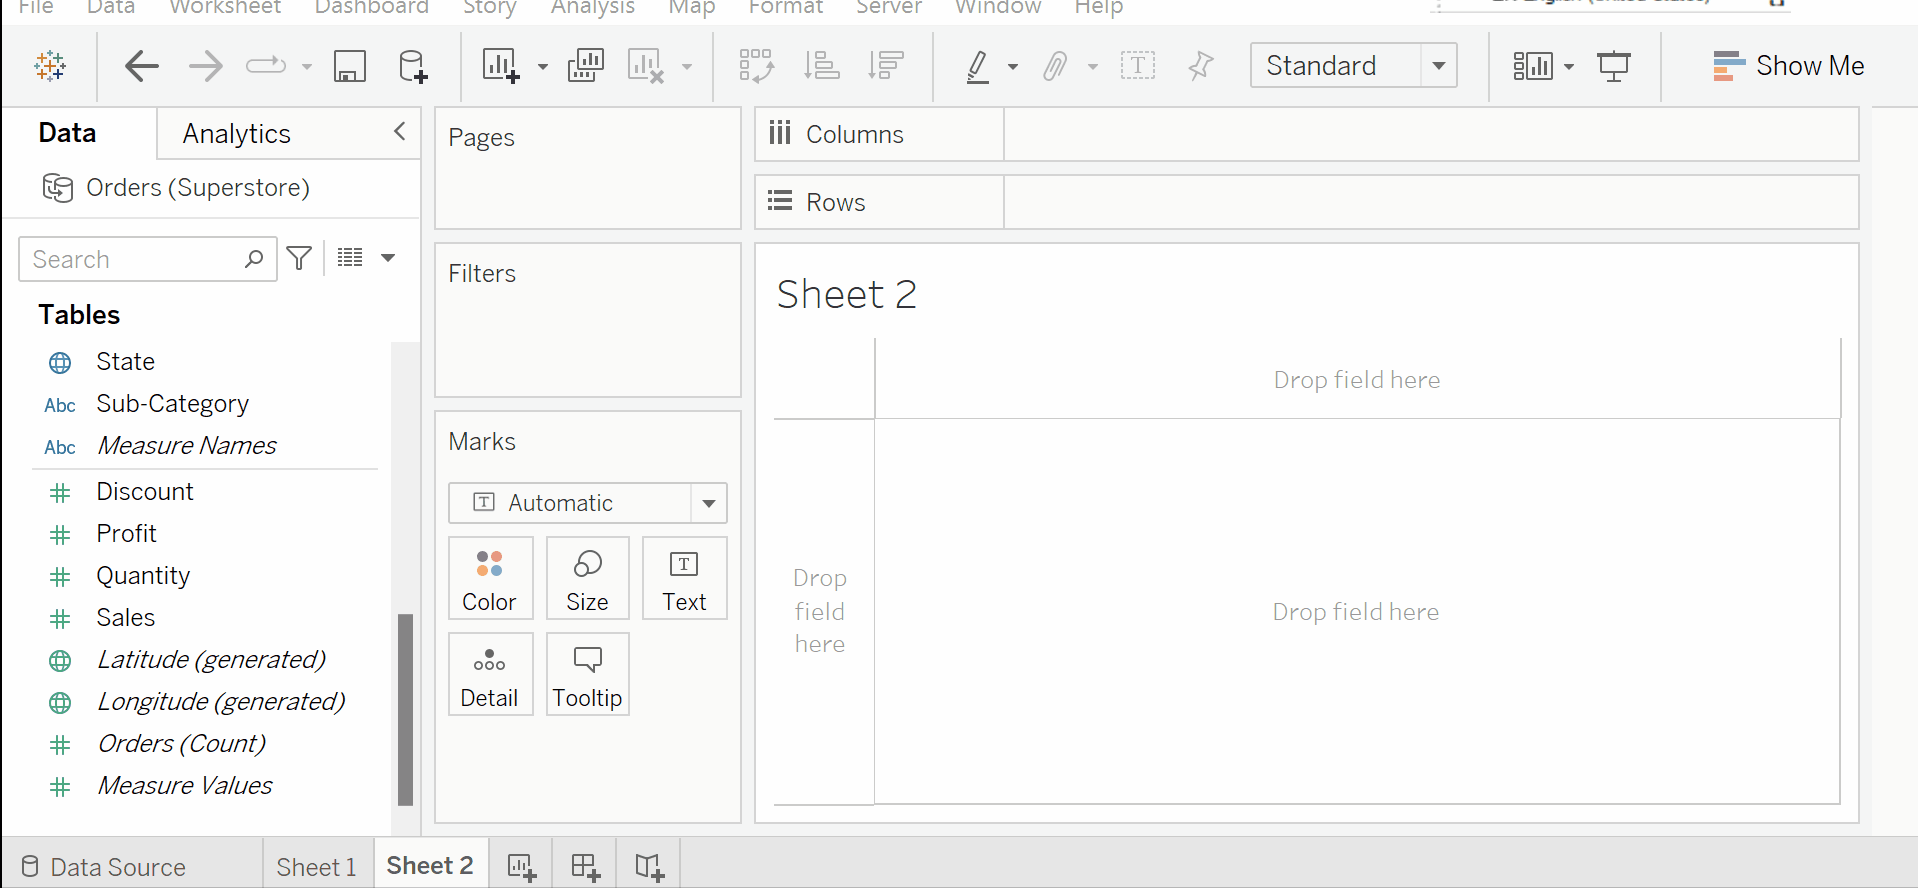 File Data Worksheet Dashboard Story Analysis Map Format Server Window Help
Standard
Show Me
Data
Analytics
Orders (Superstore)
Search
Tables
State
Abc Sub-Category
Abc Measure Names
Discount
Profit
Quantity
Sales
Latitude (generated)
Longitude (generated)
Orders (Count)
Measure Values
Pages
Filters
Marks
T Automatic
Color
Size
T
Text
Detail
Tooltip
Columns
Rows
Sheet 2
Drop field here
Drop
field
here
Drop field here
Data Source
Sheet 1
Sheet 2